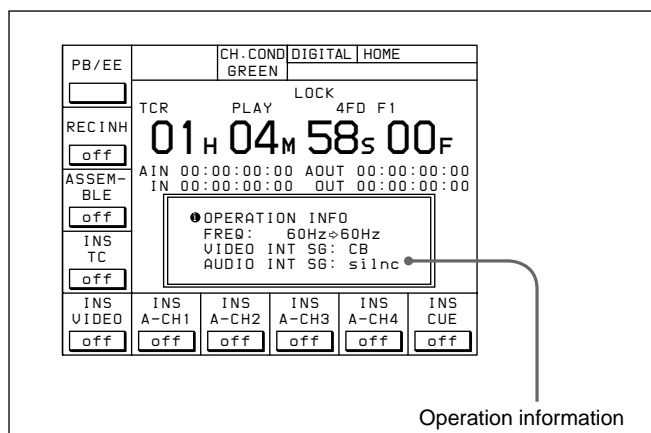 PB/EE
CH.COND DIGITAL HOME
GREEN
LOCK
TCR PLAY 4FD F1
01H 04M 58S 00F
RECINH
off
AIN 00:00:00:00 AOUT 00:00:00:00
IN 00:00:00:00 OUT 00:00:00:00
ASSEM-
BLE
off
OPERATION INFO
FREQ: 60Hz⇨60Hz
VIDEO INT SG: CB
AUDIO INT SG: silnc
INS
TC
off
INS INS INS INS INS INS
VIDEO A-CH1 A-CH2 A-CH3 A-CH4 CUE
off off off off off off
Operation information